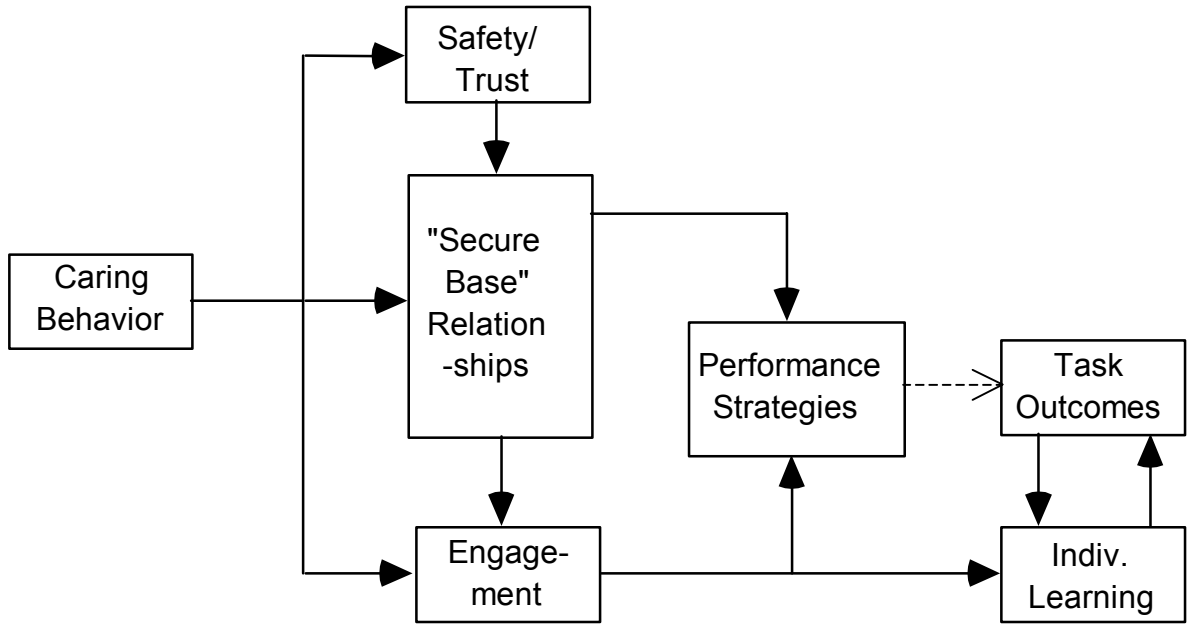 Safety/
Trust
"Secure
Base"
Relation
-ships
Caring
Behavior
Performance
Strategies
Task
Outcomes
Engage-
ment
Indiv.
Learning